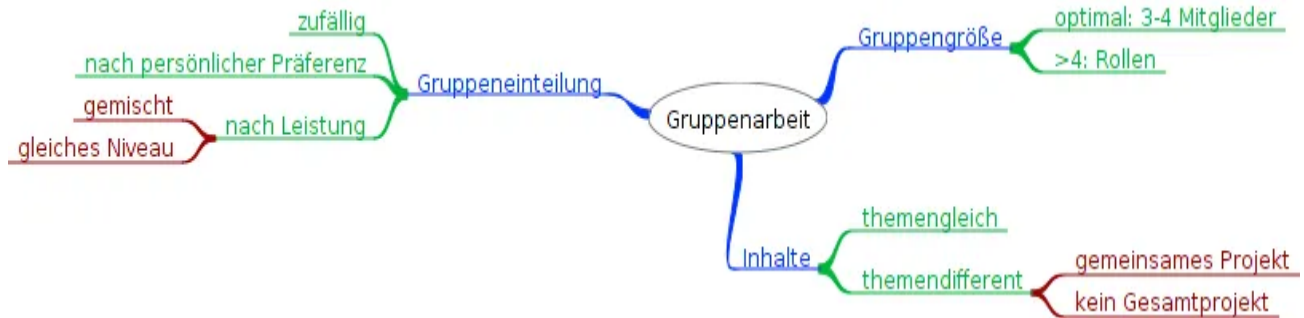 Gruppenarbeit
Gruppeneinteilung
zufällig
nach persönlicher Präferenz
nach Leistung
gemischt
gleiches Niveau
Gruppengröße
optimal: 3-4 Mitglieder
>4: Rollen
Inhalte
themengleich
themendifferent
gemeinsames Projekt
kein Gesamtprojekt